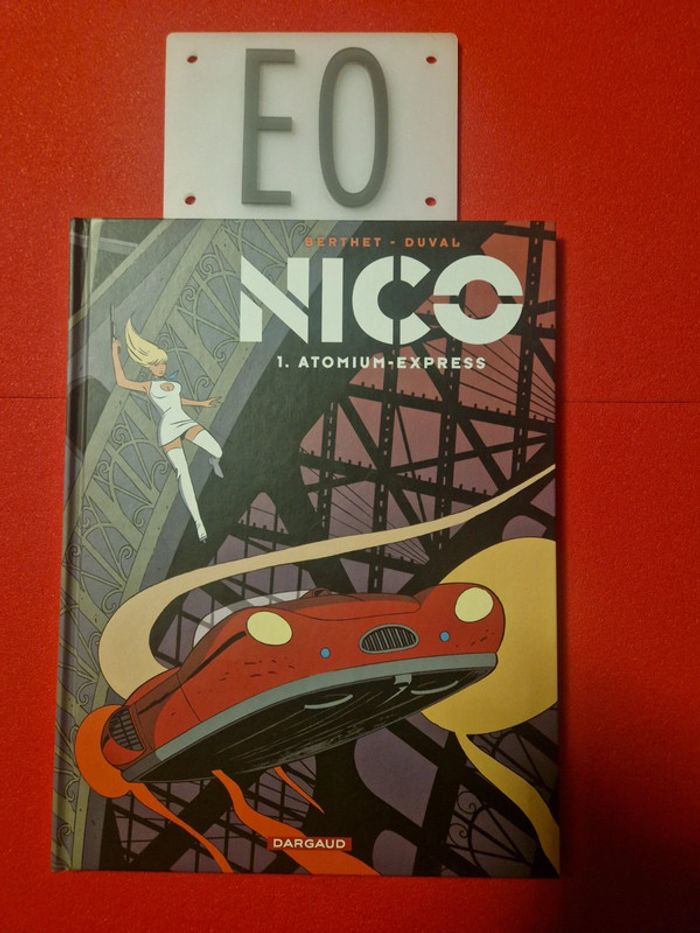 EO
BERTHET - DUVAL
NICO
1. ATOMIUM-EXPRESS
DARGAUD